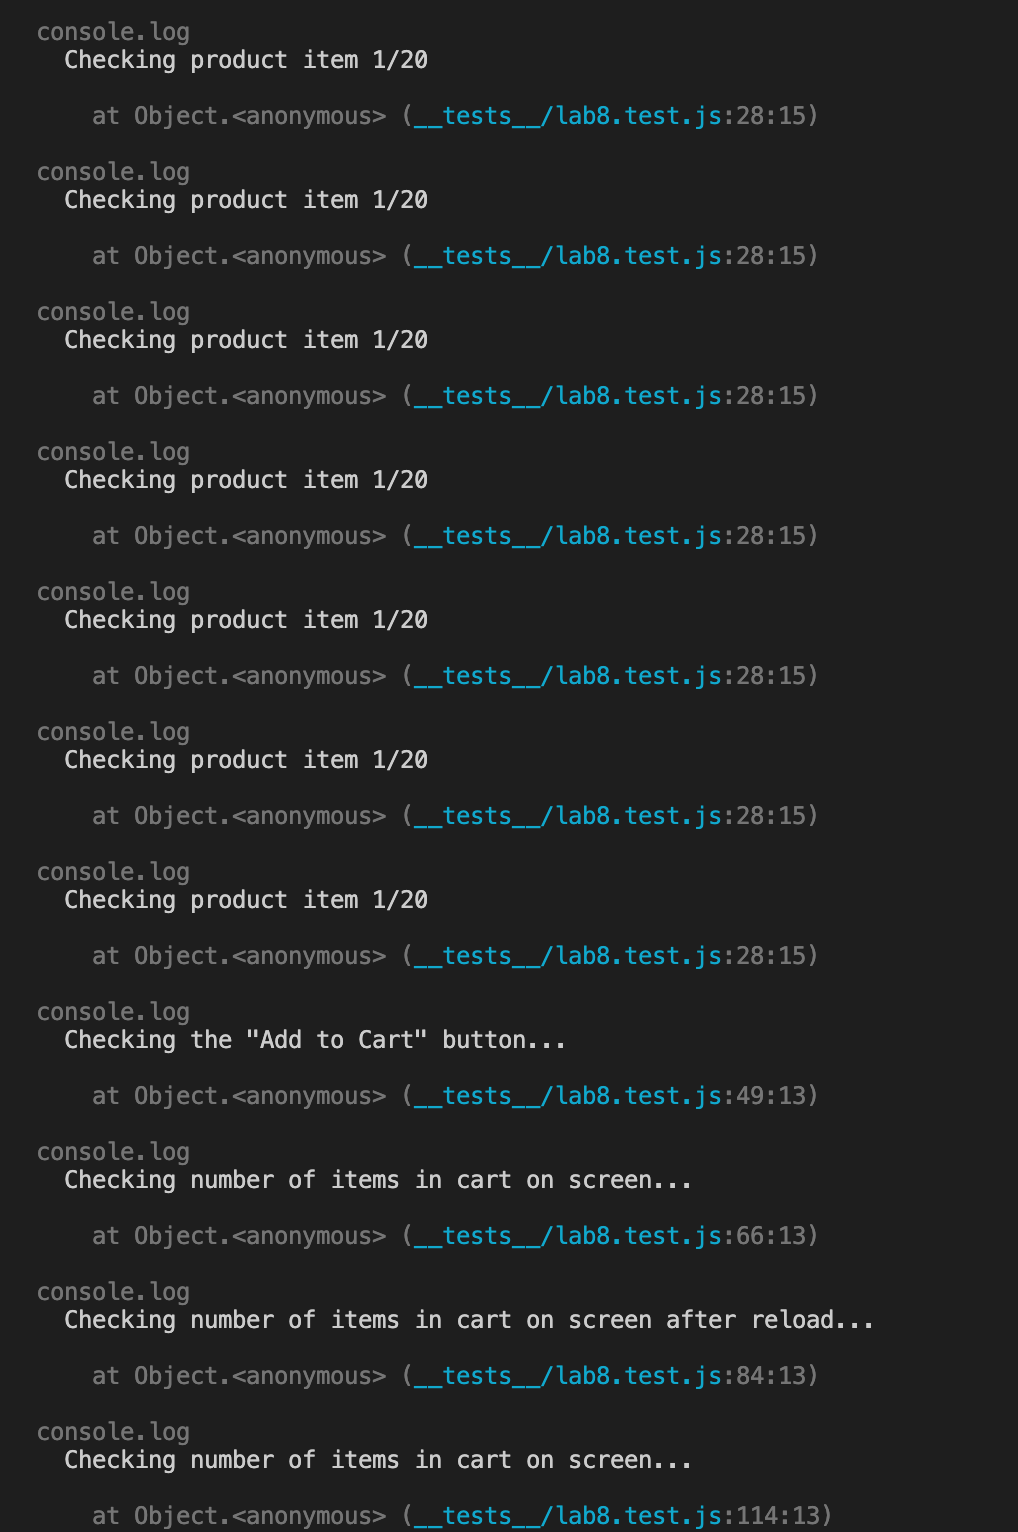 console.log
Checking product item 1/20
at Object.<anonymous> (__tests__/lab8.test.js:28:15)
console.log
Checking product item 1/20
at Object.<anonymous> (__tests__/lab8.test.js:28:15)
console.log
Checking product item 1/20
at Object.<anonymous> (__tests__/lab8.test.js:28:15)
console.log
Checking product item 1/20
at Object.<anonymous> (__tests__/lab8.test.js:28:15)
console.log
Checking product item 1/20
at Object.<anonymous> (__tests__/lab8.test.js:28:15)
console.log
Checking product item 1/20
at Object.<anonymous> (__tests__/lab8.test.js:28:15)
console.log
Checking product item 1/20
at Object.<anonymous> (__tests__/lab8.test.js:28:15)
console.log
Checking the "Add to Cart" button...
at Object.<anonymous> (__tests__/lab8.test.js:49:13)
console.log
Checking number of items in cart on screen...
at Object.<anonymous> (__tests__/lab8.test.js:66:13)
console.log
Checking number of items in cart on screen after reload...
at Object.<anonymous> (__tests__/lab8.test.js:84:13)
console.log
Checking number of items in cart on screen...
at Object.<anonymous> (__tests__/lab8.test.js:114:13)